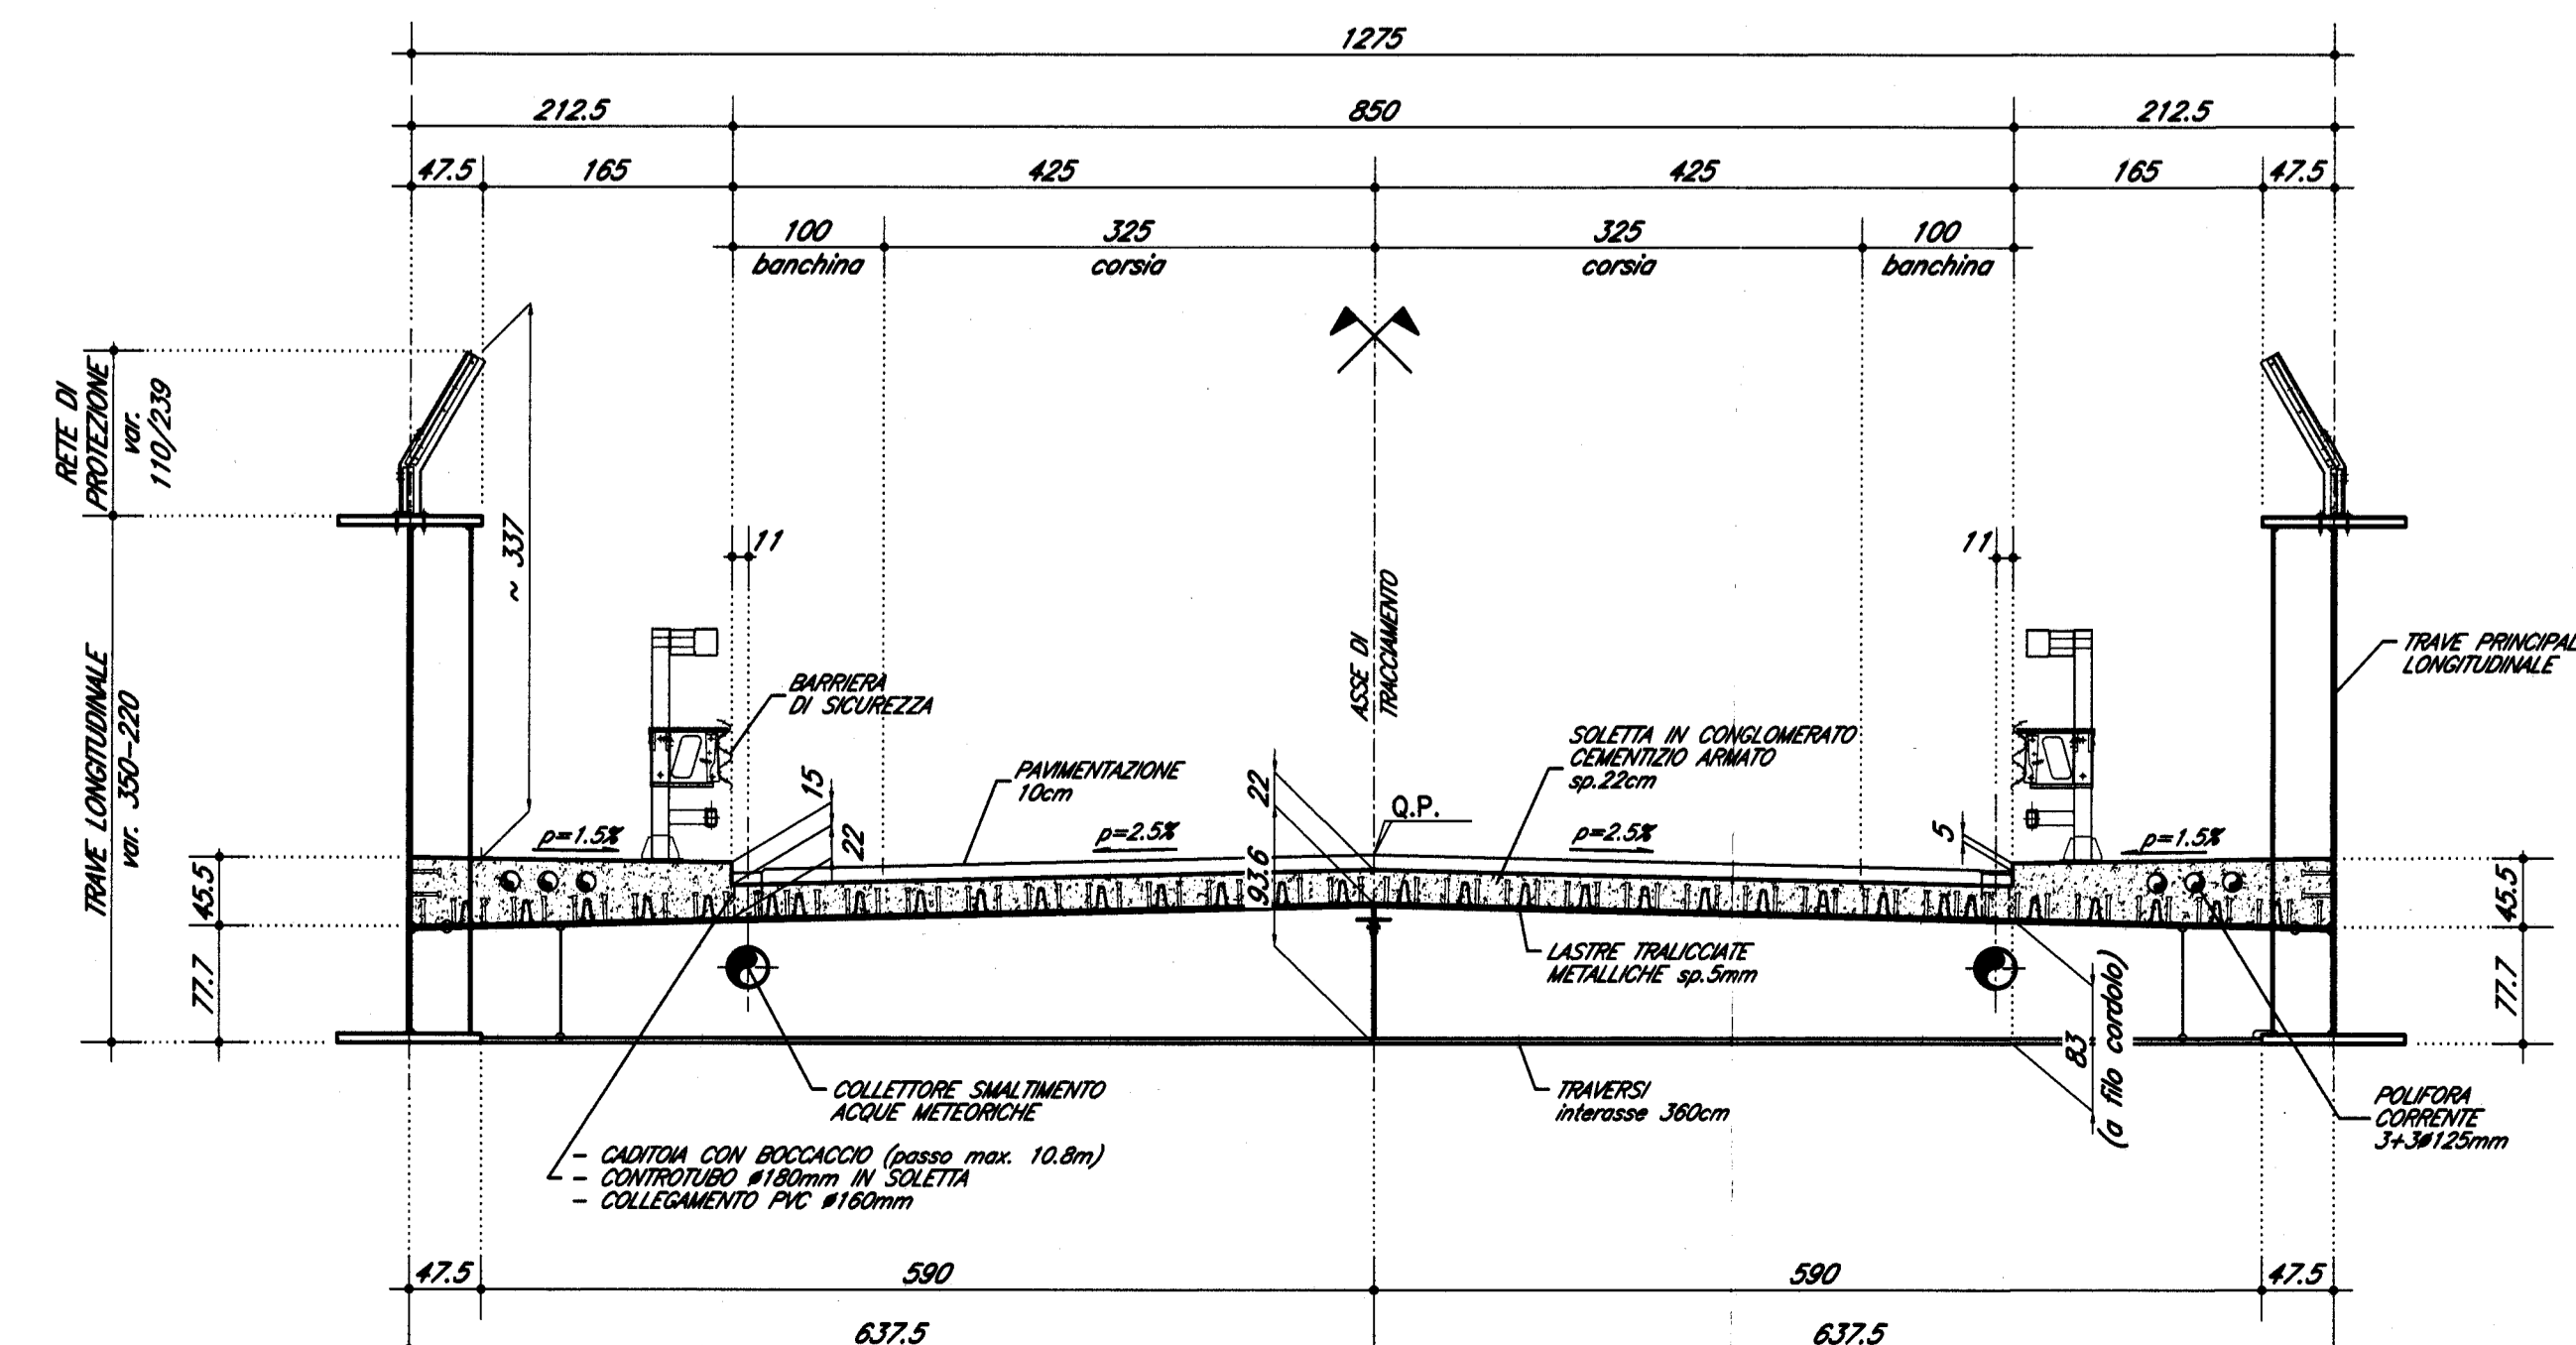 1275
212.5 850 212.5
47.5 165 425 425 165 47.5
100 325 325 100
banchina corsia corsia banchina
RETE DI
PROTEZIONE
var.
110/239
~ 337
11 11
TRAVE LONGITUDINALE
var. 350-220
ASSE DI
TRACCIAMENTO
TRAVE PRINCIPAL
LONGITUDINALE
BARRIERA
DI SICUREZZA
SOLETTA IN CONGLOMERATO
CEMENTIZIO ARMATO
sp.22cm
PAVIMENTAZIONE
10cm
15
22
22
93.6
Q.P.
5
p=1.5% p=2.5% p=2.5% p=1.5%
45.5 45.5
77.7 77.7
LASTRE TRALICCIATE
METALLICHE sp.5mm
83
(a filo cordolo)
COLLETTORE SMALTIMENTO
ACQUE METEORICHE
TRAVERSI
interasse 360cm
POLIFORA
CORRENTE
3+3ø125mm
- CADITOIA CON BOCCACCIO (passo max. 10.8m)
- CONTROTUBO ø180mm IN SOLETTA
- COLLEGAMENTO PVC ø160mm
47.5 590 590 47.5
637.5 637.5